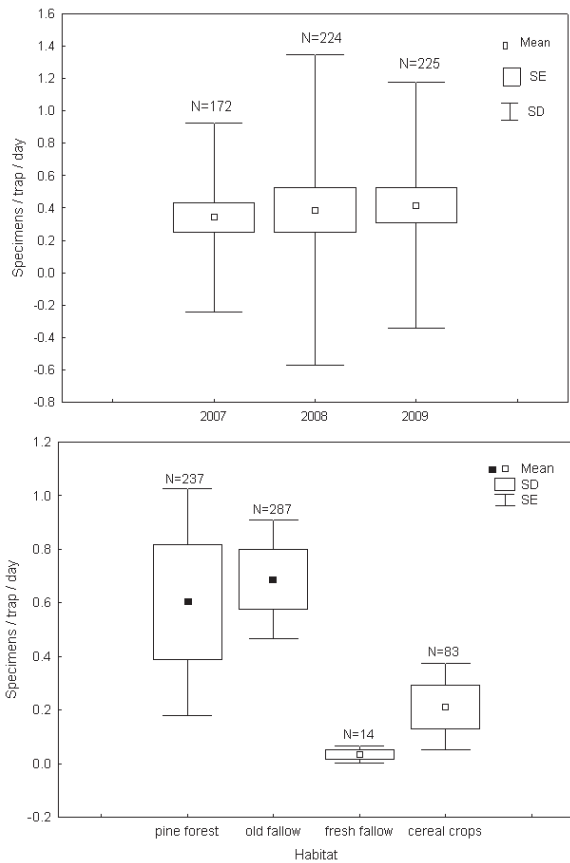 1.6
1.4
1.2
1.0
0.8
0.6
0.4
0.2
0.0
-0.2
-0.4
-0.6
-0.8
Specimens / trap / day
N=172
N=224
N=225
Mean
SE
SD
2007 2008 2009
1.2
1.0
0.8
0.6
0.4
0.2
0.0
-0.2
Specimens / trap / day
N=237
N=287
N=14
N=83
Mean
SD
SE
pine forest old fallow fresh fallow cereal crops
Habitat